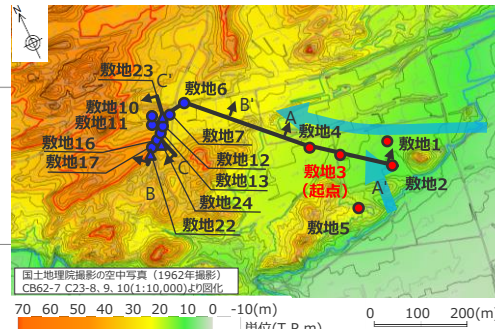 N
敷地23
C'
敷地6
敷地10
B'
敷地11
A
敷地4
敷地1
敷地16
敷地7
敷地17
敷地12
敷地3
(起点)
敷地2
C
敷地13
A'
B
敷地24
敷地5
敷地22
国土地理院撮影の空中写真（1962年撮影）
CB62-7 C23-8. 9. 10(1:10,000)より図化
70 60 50 40 30 20 10 0 -10(m)
単位(T.P.m)
0 100 200(m)